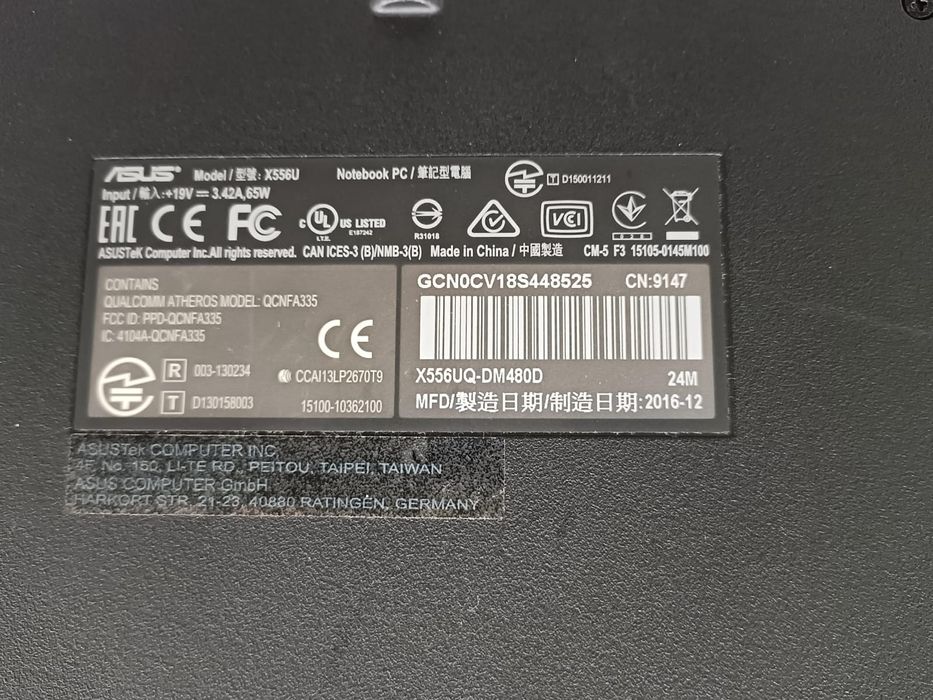 ASUS Model / 型號: X556U Notebook PC / 筆記型電腦 T D150011211
Input / 輸入:+19V ⎓ 3.42A,65W
EAC CE FC c UL US LISTED I.T.E. E187242 R31018 VCI
ASUSTeK Computer Inc.All rights reserved. CAN ICES-3 (B)/NMB-3(B) Made in China / 中國製造 CM-5 F3 15105-0145M100
CONTAINS
QUALCOMM ATHEROS MODEL: QCNFA335
FCC ID: PPD-QCNFA335
IC: 4104A-QCNFA335
CE
R 003-130234 CCAI13LP2670T9
T D130158003 15100-10362100
GCN0CV18S448525 CN:9147
X556UQ-DM480D 24M
MFD/製造日期/制造日期:2016-12
ASUSTek COMPUTER INC.
4F, No. 150, LI-TE RD., PEITOU, TAIPEI, TAIWAN
ASUS COMPUTER GmbH
HARKORT STR. 21-23, 40880 RATINGEN, GERMANY